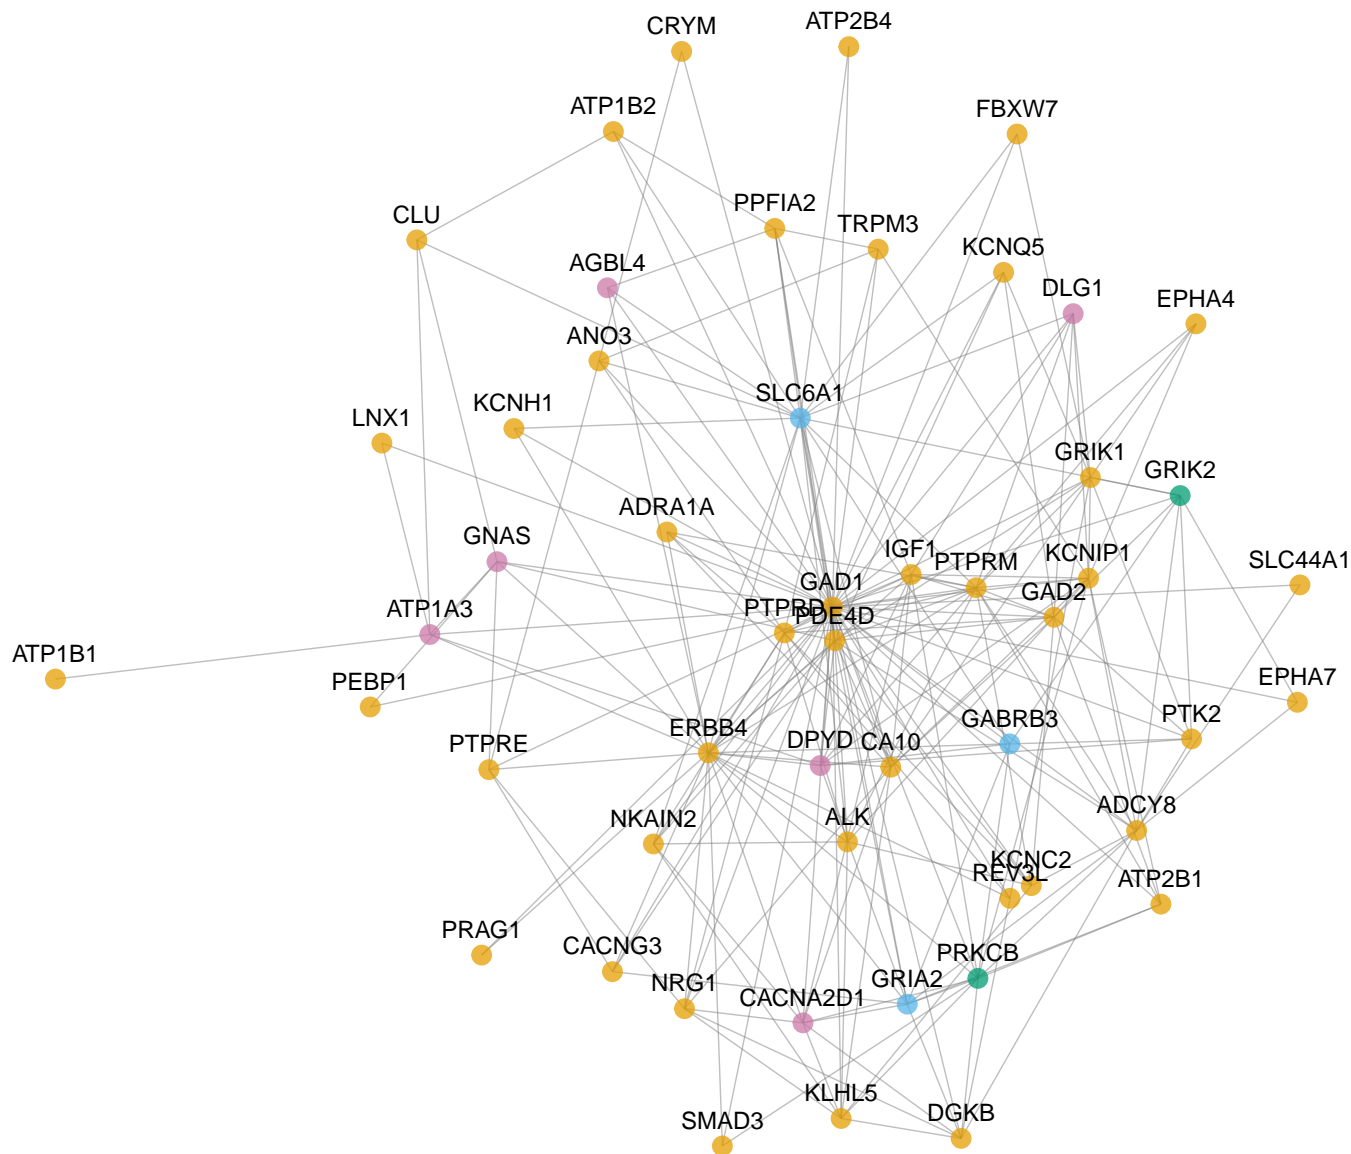 ATP2B4
CRYM
ATP1B2
FBXW7
PPFIA2
CLU
TRPM3
KCNQ5
AGBL4
DLG1
EPHA4
ANO3
SLC6A1
KCNH1
LNX1
GRIK1
GRIK2
ADRA1A
GNAS
IGF1
PTPRM
KCNIP1
SLC44A1
GAD1
GAD2
ATP1A3
PTPRD
PDE4D
ATP1B1
PEBP1
EPHA7
PTK2
ERBB4
GABRB3
PTPRE
DPYD
CA10
ADCY8
NKAIN2
ALK
KCNC2
REV3L
ATP2B1
PRAG1
CACNG3
PRKCB
NRG1
CACNA2D1
GRIA2
KLHL5
SMAD3
DGKB